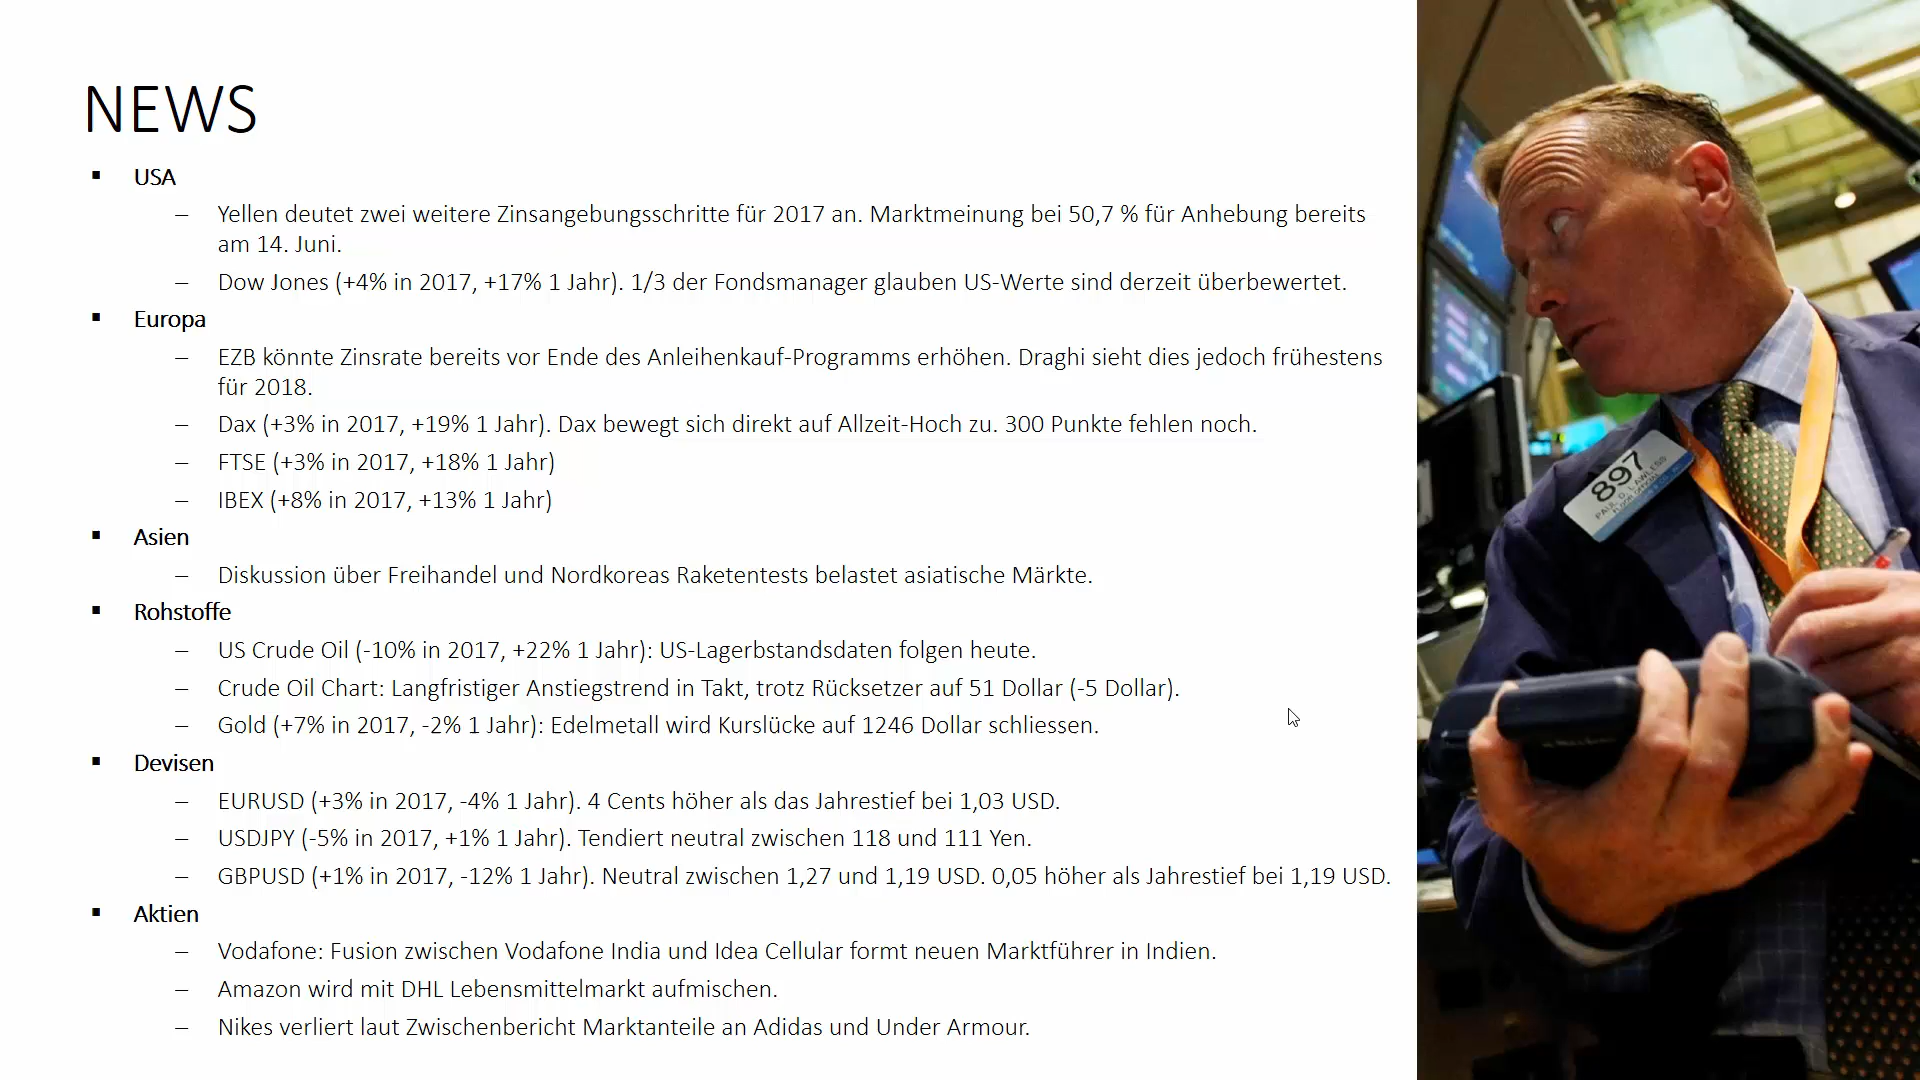 NEWS
▪ USA
– Yellen deutet zwei weitere Zinsangebungsschritte für 2017 an. Marktmeinung bei 50,7 % für Anhebung bereits
am 14. Juni.
– Dow Jones (+4% in 2017, +17% 1 Jahr). 1/3 der Fondsmanager glauben US-Werte sind derzeit überbewertet.
▪ Europa
– EZB könnte Zinsrate bereits vor Ende des Anleihenkauf-Programms erhöhen. Draghi sieht dies jedoch frühestens
für 2018.
– Dax (+3% in 2017, +19% 1 Jahr). Dax bewegt sich direkt auf Allzeit-Hoch zu. 300 Punkte fehlen noch.
– FTSE (+3% in 2017, +18% 1 Jahr)
– IBEX (+8% in 2017, +13% 1 Jahr)
▪ Asien
– Diskussion über Freihandel und Nordkoreas Raketentests belastet asiatische Märkte.
▪ Rohstoffe
– US Crude Oil (-10% in 2017, +22% 1 Jahr): US-Lagerbstandsdaten folgen heute.
– Crude Oil Chart: Langfristiger Anstiegstrend in Takt, trotz Rücksetzer auf 51 Dollar (-5 Dollar).
– Gold (+7% in 2017, -2% 1 Jahr): Edelmetall wird Kurslücke auf 1246 Dollar schliessen.
▪ Devisen
– EURUSD (+3% in 2017, -4% 1 Jahr). 4 Cents höher als das Jahrestief bei 1,03 USD.
– USDJPY (-5% in 2017, +1% 1 Jahr). Tendiert neutral zwischen 118 und 111 Yen.
– GBPUSD (+1% in 2017, -12% 1 Jahr). Neutral zwischen 1,27 und 1,19 USD. 0,05 höher als Jahrestief bei 1,19 USD.
▪ Aktien
– Vodafone: Fusion zwischen Vodafone India und Idea Cellular formt neuen Marktführer in Indien.
– Amazon wird mit DHL Lebensmittelmarkt aufmischen.
– Nikes verliert laut Zwischenbericht Marktanteile an Adidas und Under Armour.
897
PAUL D. LAWLESS